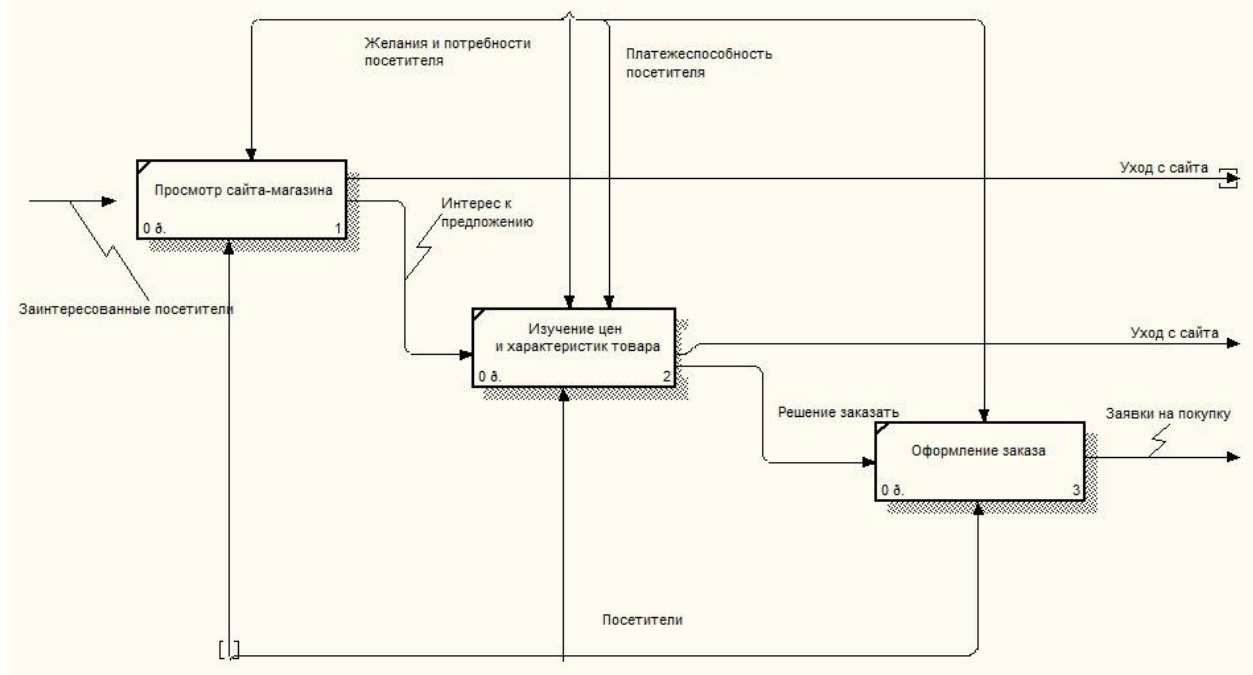 Желания и потребности
посетителя
Платежеспособность
посетителя
Уход с сайта
Просмотр сайта-магазина
0 ð.
1
Интерес к
предложению
Заинтересованные посетители
Изучение цен
и характеристик товара
0 ð.
2
Уход с сайта
Решение заказать
Заявки на покупку
Оформление заказа
0 ð.
3
Посетители